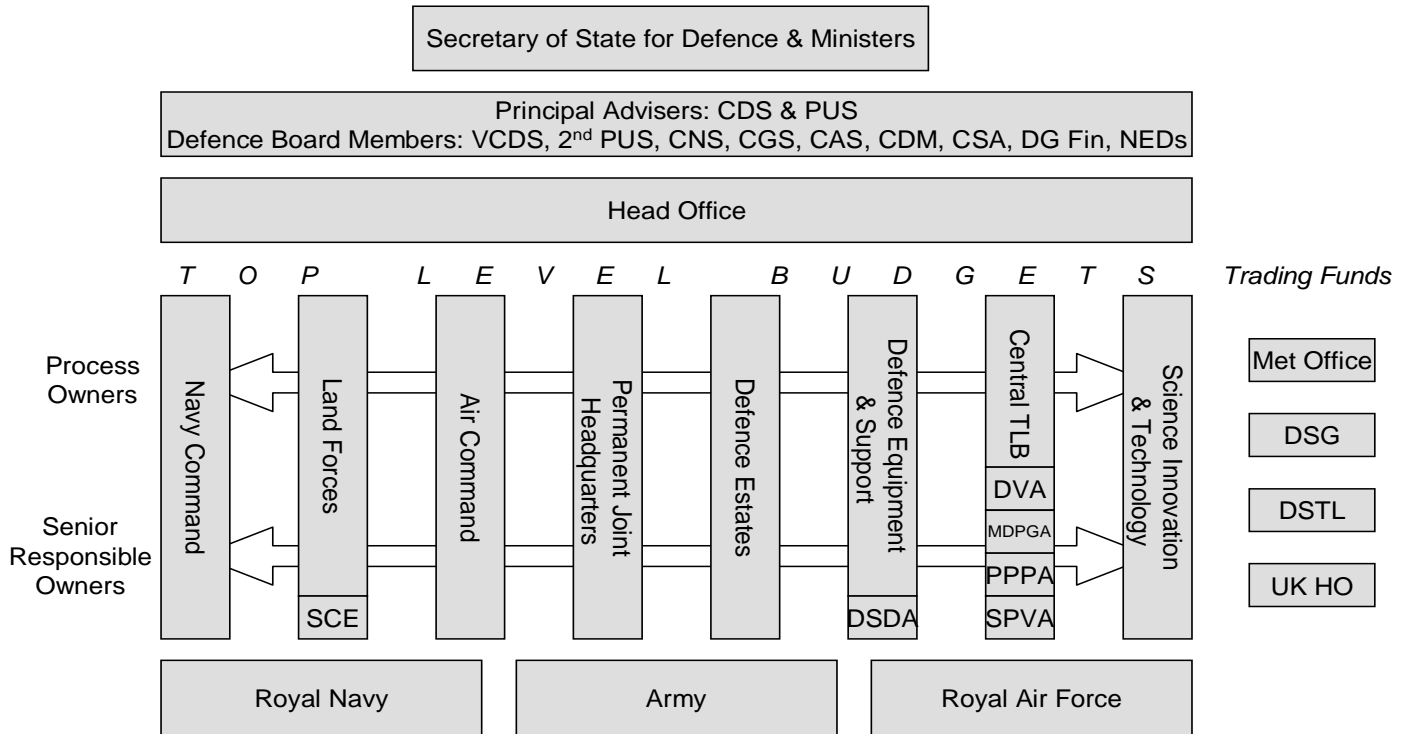 Secretary of State for Defence & Ministers
Principal Advisers: CDS & PUS
Defence Board Members: VCDS, 2nd PUS, CNS, CGS, CAS, CDM, CSA, DG Fin, NEDs
Head Office
T O P L E V E L B U D G E T S
Trading Funds
Process
Owners
Senior
Responsible
Owners
Navy Command
Land Forces
SCE
Air Command
Permanent Joint
Headquarters
Defence Estates
Defence Equipment
& Support
DSDA
Central TLB
DVA
MDPGA
PPPA
SPVA
Science Innovation
& Technology
Met Office
DSG
DSTL
UK HO
Royal Navy
Army
Royal Air Force